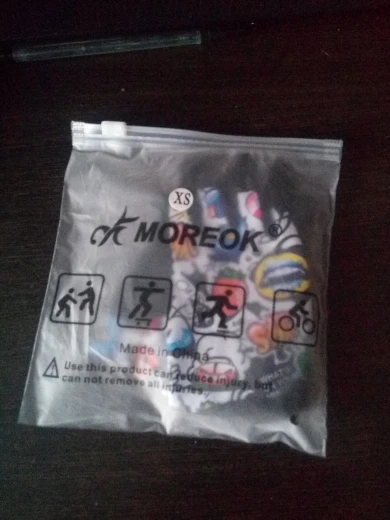 XS
MOREOK®
Made in China
Use this product can reduce injury, but
can not remove all injuries.